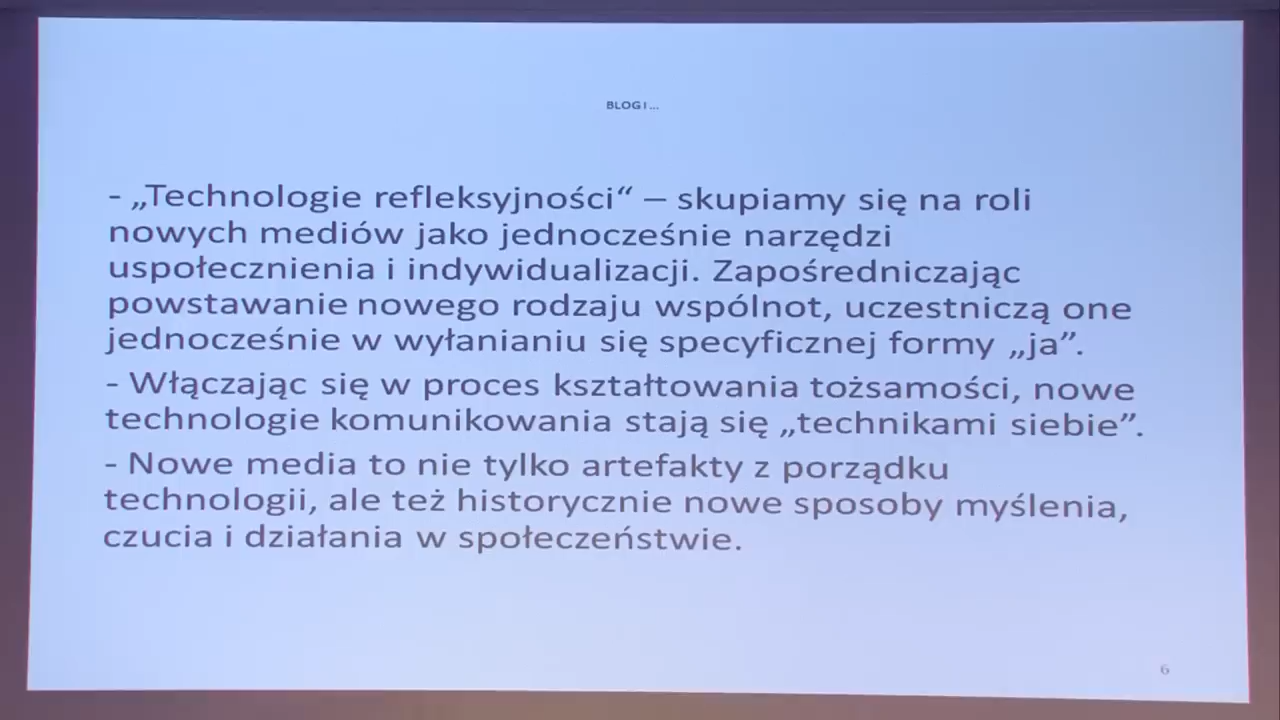 BLOGI...
- „Technologie refleksyjności“ – skupiamy się na roli
nowych mediów jako jednocześnie narzędzi
uspołecznienia i indywidualizacji. Zapośredniczając
powstawanie nowego rodzaju wspólnot, uczestniczą one
jednocześnie w wyłanianiu się specyficznej formy „ja”.
- Włączając się w proces kształtowania tożsamości, nowe
technologie komunikowania stają się „technikami siebie”.
- Nowe media to nie tylko artefakty z porządku
technologii, ale też historycznie nowe sposoby myślenia,
czucia i działania w społeczeństwie.
6